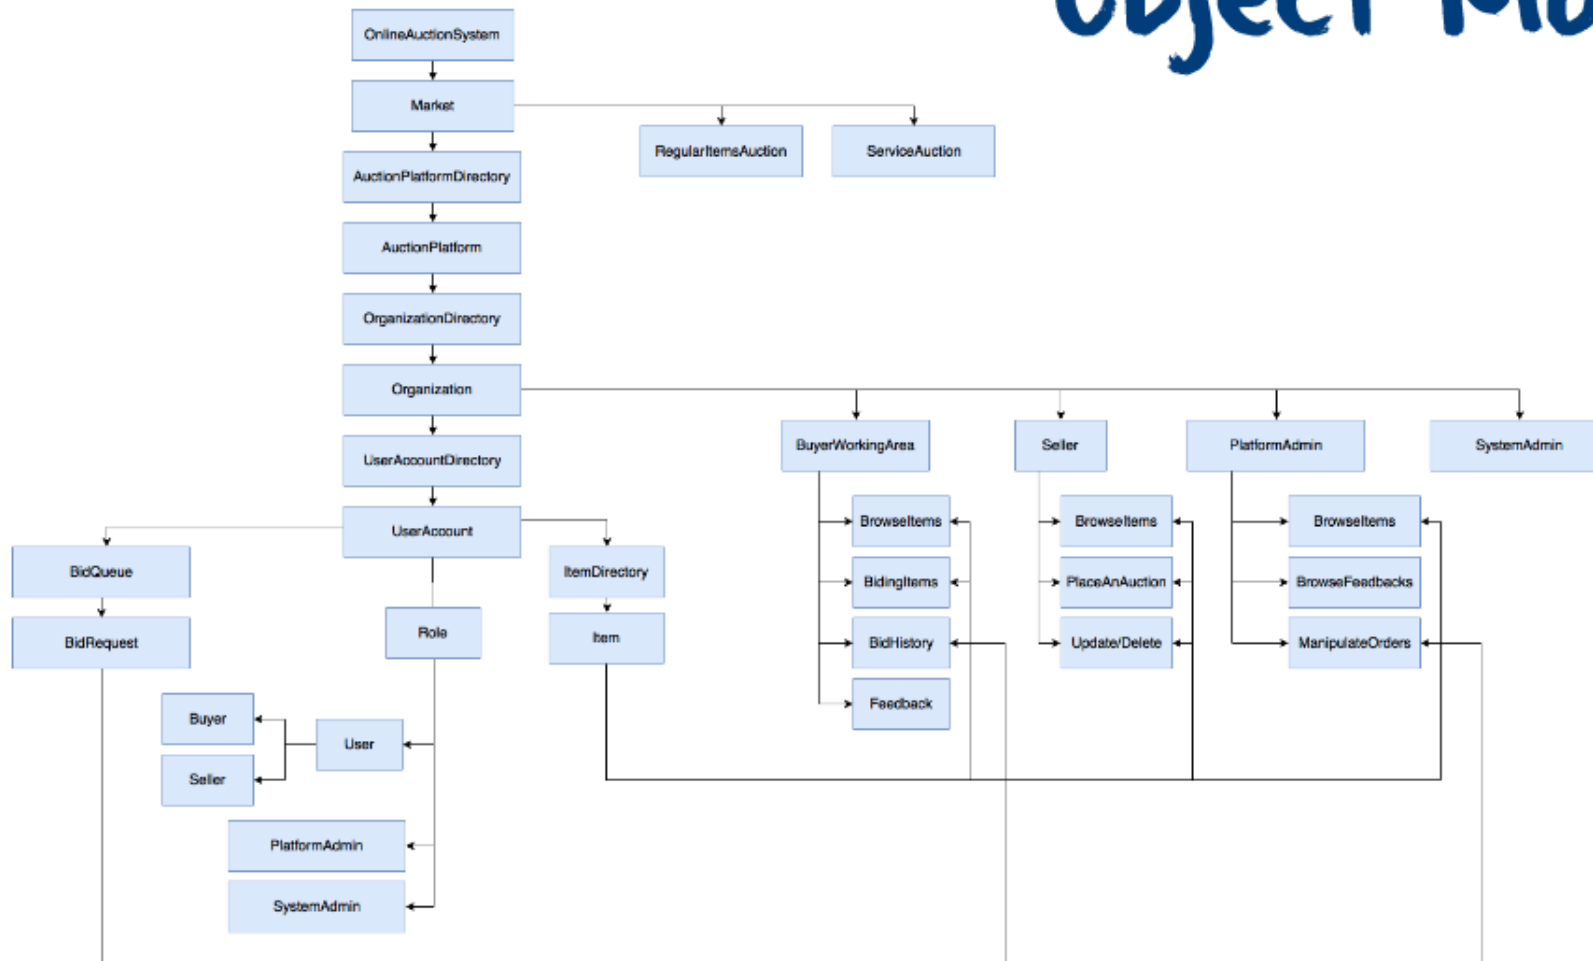 Object Mo
OnlineAuctionSystem
Market
RegularItemsAuction
ServiceAuction
AuctionPlatformDirectory
AuctionPlatform
OrganizationDirectory
Organization
BuyerWorkingArea
Seller
PlatformAdmin
SystemAdmin
UserAccountDirectory
UserAccount
BrowseItems
BrowseItems
BrowseItems
BidQueue
ItemDirectory
BidingItems
PlaceAnAuction
BrowseFeedbacks
BidRequest
Role
Item
BidHistory
Update/Delete
ManipulateOrders
Feedback
Buyer
User
Seller
PlatformAdmin
SystemAdmin